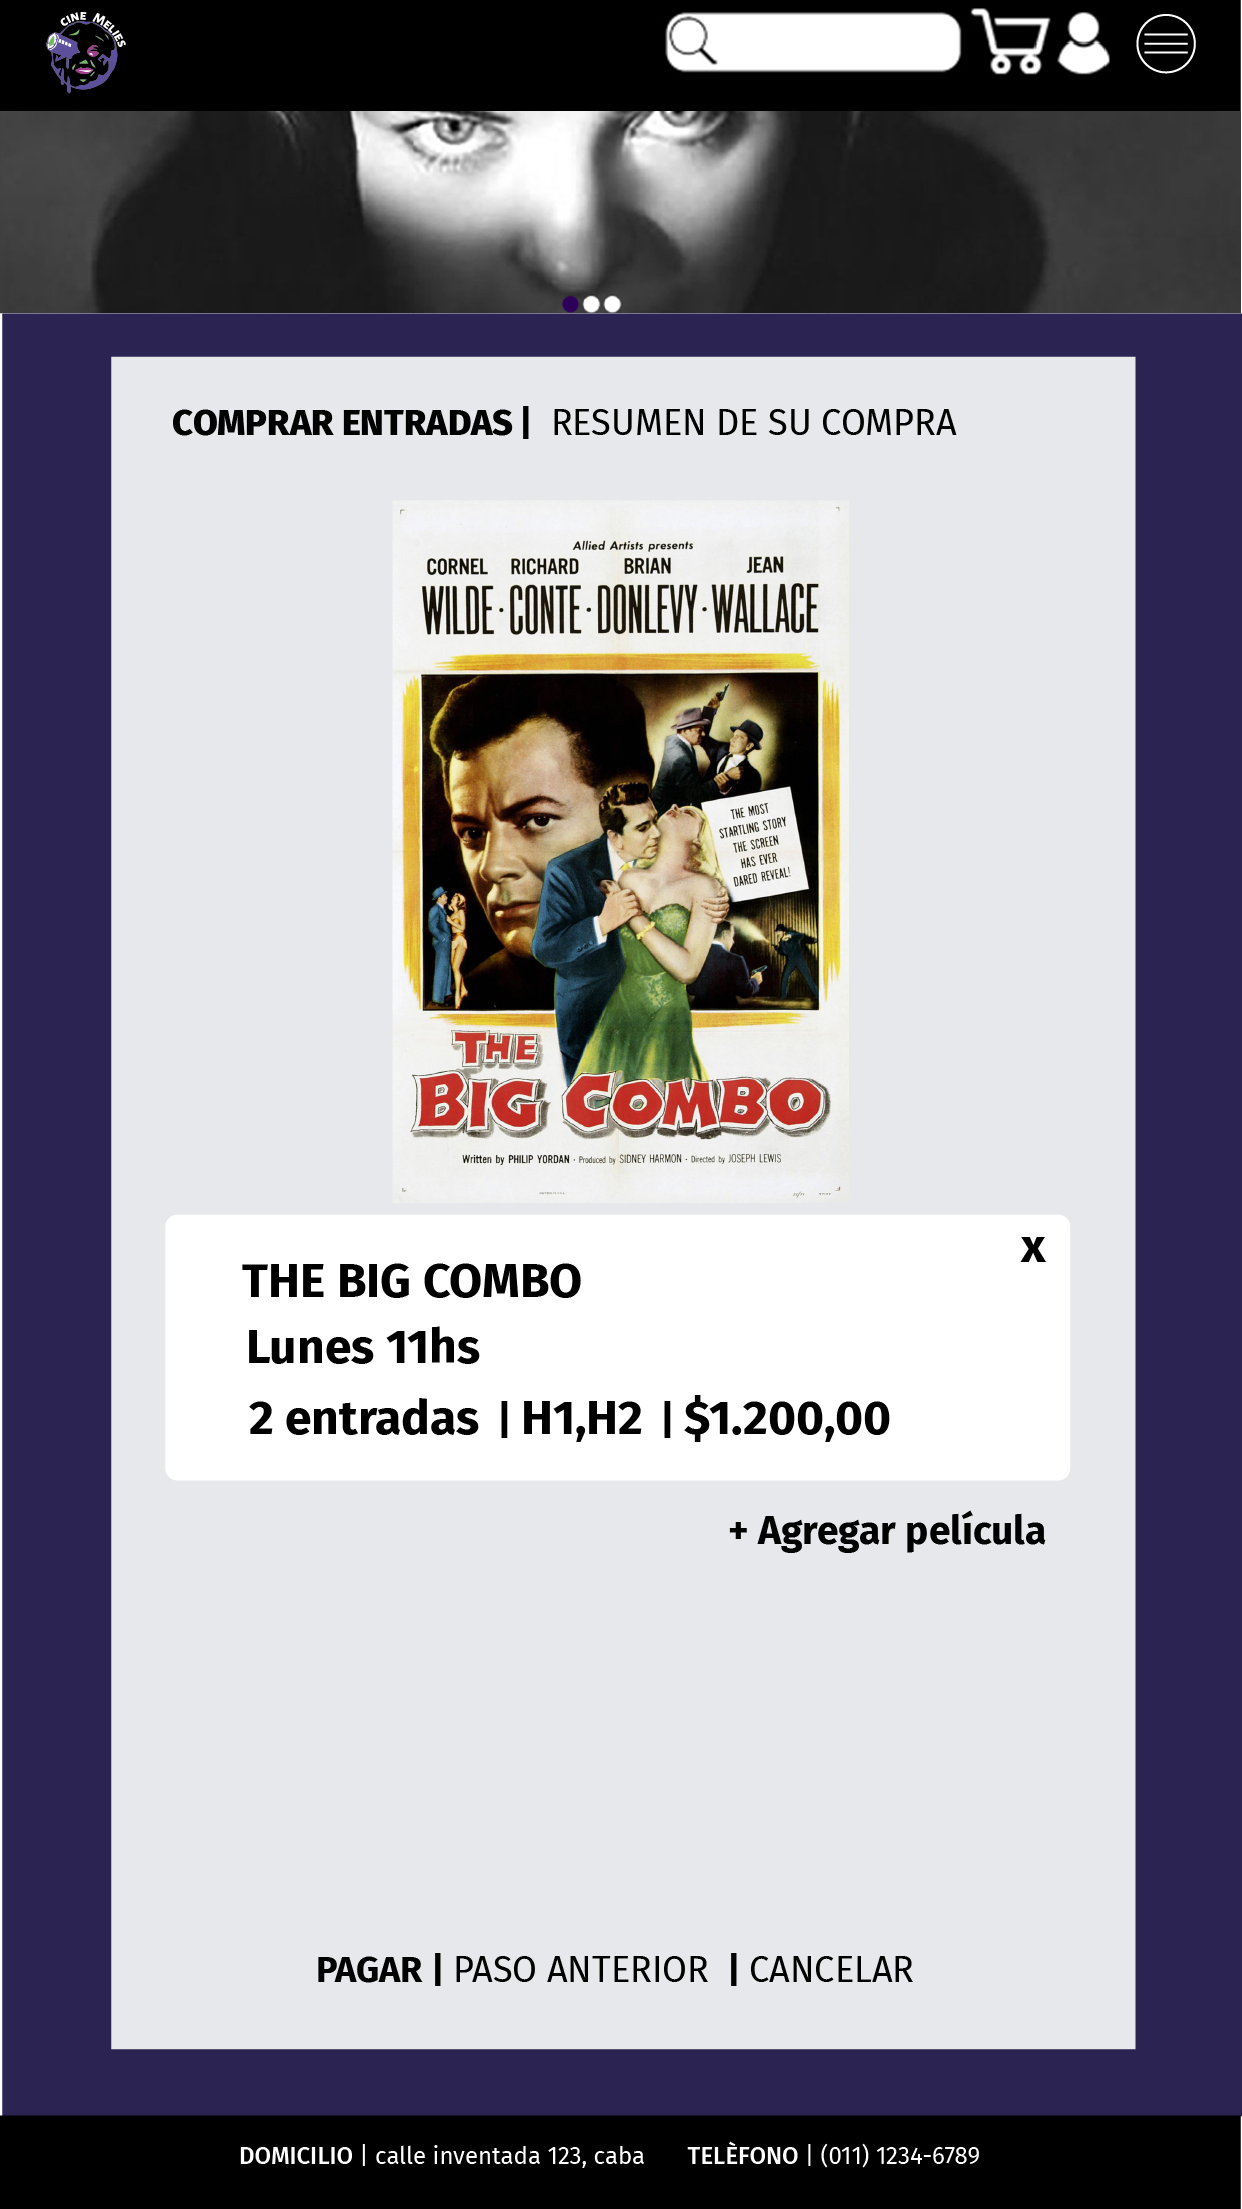 CINE MELIES
COMPRAR ENTRADAS | RESUMEN DE SU COMPRA
Allied Artists presents
CORNEL RICHARD BRIAN JEAN
WILDE · CONTE · DONLEVY · WALLACE
THE MOST
STARTLING STORY
THE SCREEN
HAS EVER
DARED REVEAL!
THE
BIG COMBO
Written by PHILIP YORDAN · Produced by SIDNEY HARMON · Directed by JOSEPH LEWIS
X
THE BIG COMBO
Lunes 11hs
2 entradas | H1,H2 | $1.200,00
+ Agregar película
PAGAR | PASO ANTERIOR | CANCELAR
DOMICILIO | calle inventada 123, caba TELÈFONO | (011) 1234-6789